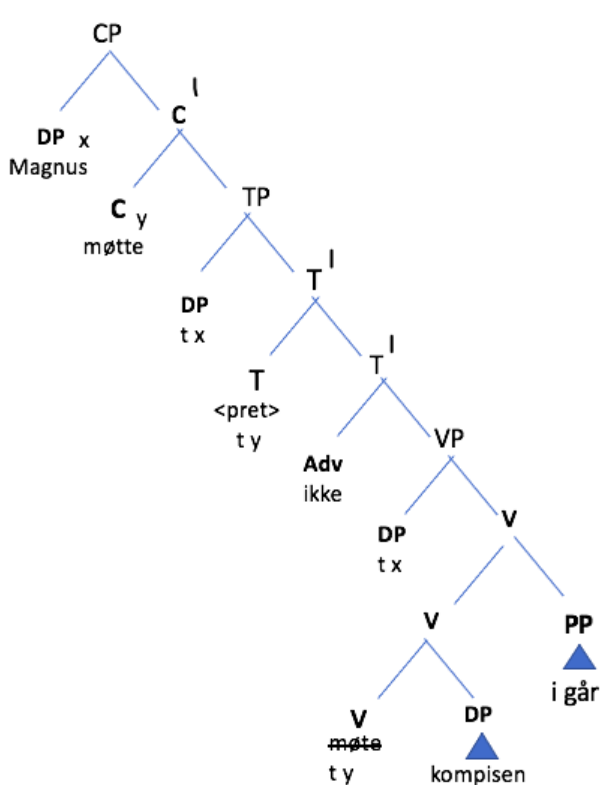 CP
C'
DP x
Magnus
C y
møtte
TP
DP
t x
T'
T
<pret>
t y
T'
Adv
ikke
VP
DP
t x
V
V
PP
i går
V
møte
t y
DP
kompisen